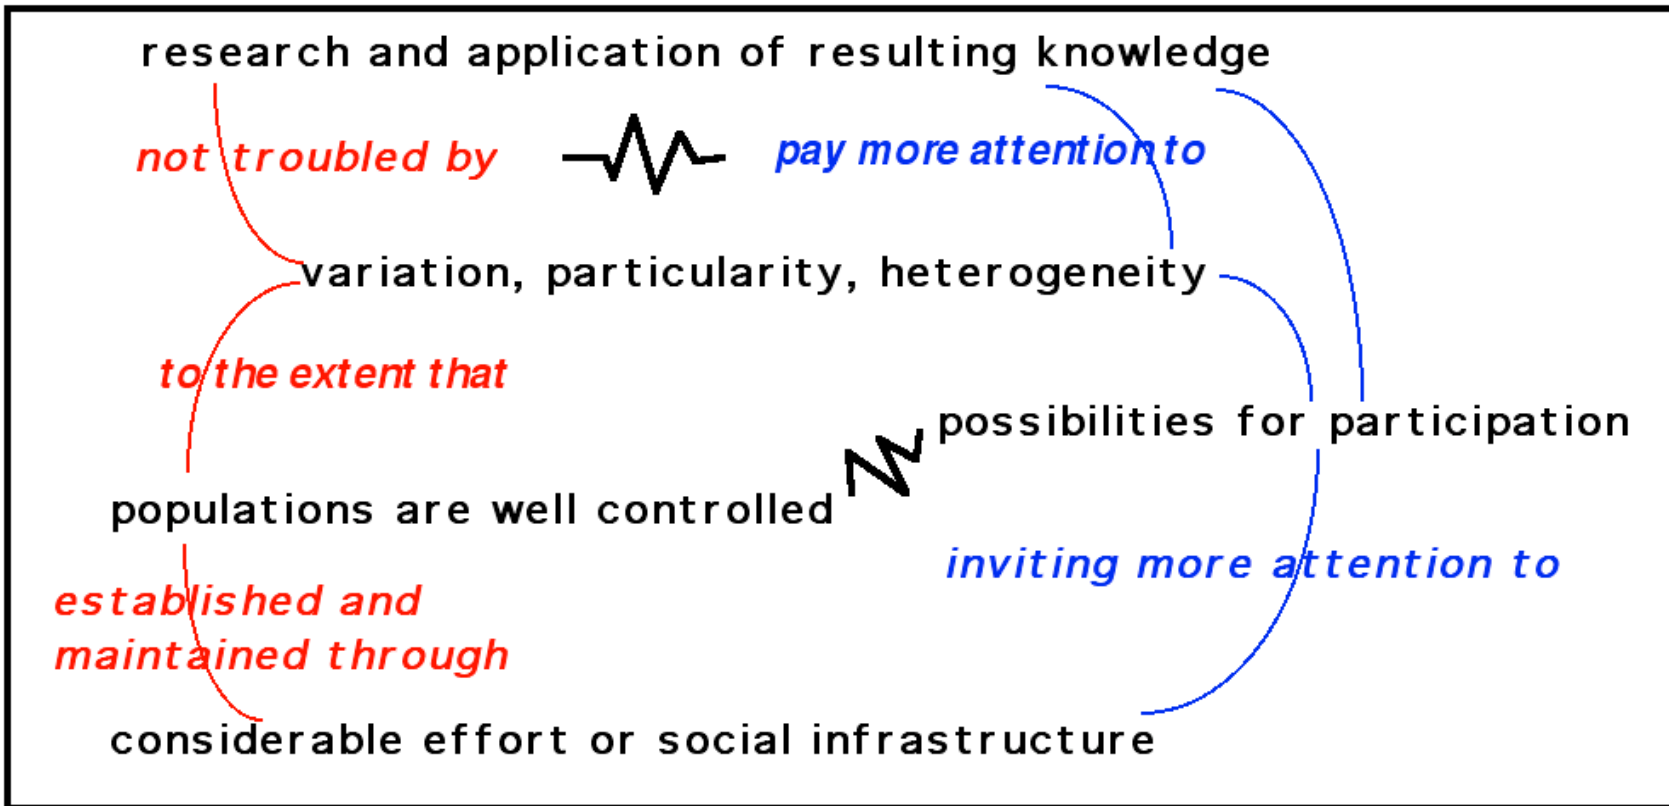 research and application of resulting knowledge
not troubled by
pay more attention to
variation, particularity, heterogeneity
to the extent that
possibilities for participation
populations are well controlled
inviting more attention to
established and
maintained through
considerable effort or social infrastructure